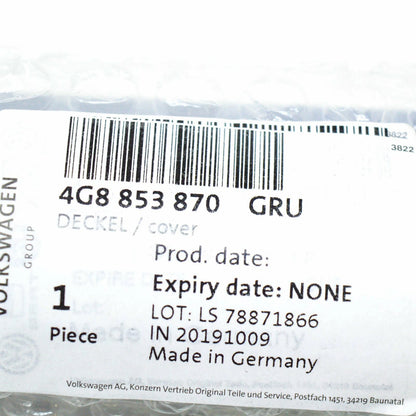 3822
3822
4G8 853 870 GRU
DECKEL / cover
Prod. date:
Expiry date: NONE
1
Piece
LOT: LS 78871866
IN 20191009
Made in Germany
VOLKSWAGEN
GROUP
Volkswagen AG, Konzern Vertrieb Original Teile und Service, Postfach 1451, 34219 Baunatal